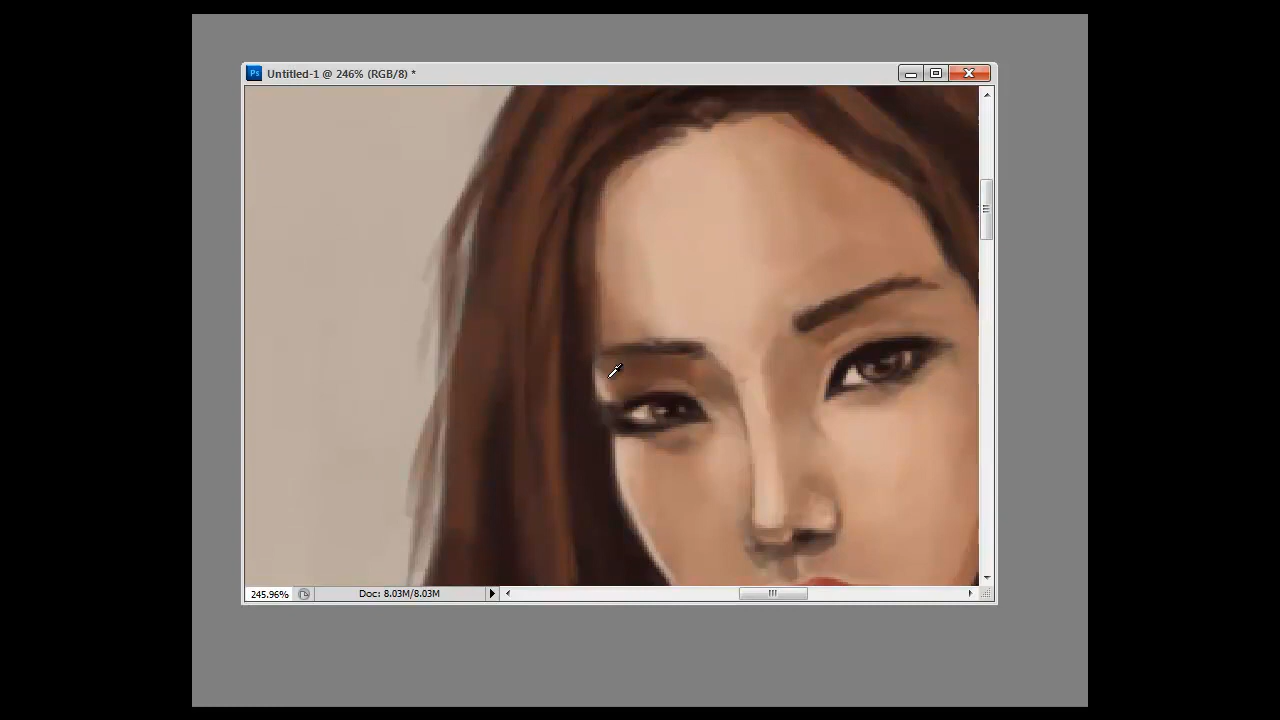 Ps Untitled-1 @ 246% (RGB/8) *
245.96% Doc: 8.03M/8.03M